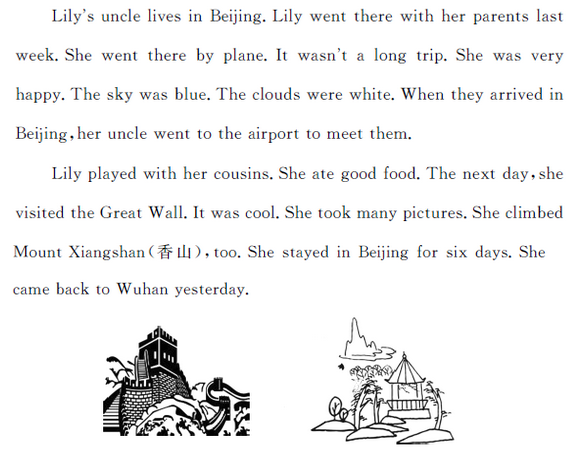 Lily's uncle lives in Beijing. Lily went there with her parents last
week. She went there by plane. It wasn't a long trip. She was very
happy. The sky was blue. The clouds were white. When they arrived in
Beijing, her uncle went to the airport to meet them.
Lily played with her cousins. She ate good food. The next day, she
visited the Great Wall. It was cool. She took many pictures. She climbed
Mount Xiangshan(香山), too. She stayed in Beijing for six days. She
came back to Wuhan yesterday.